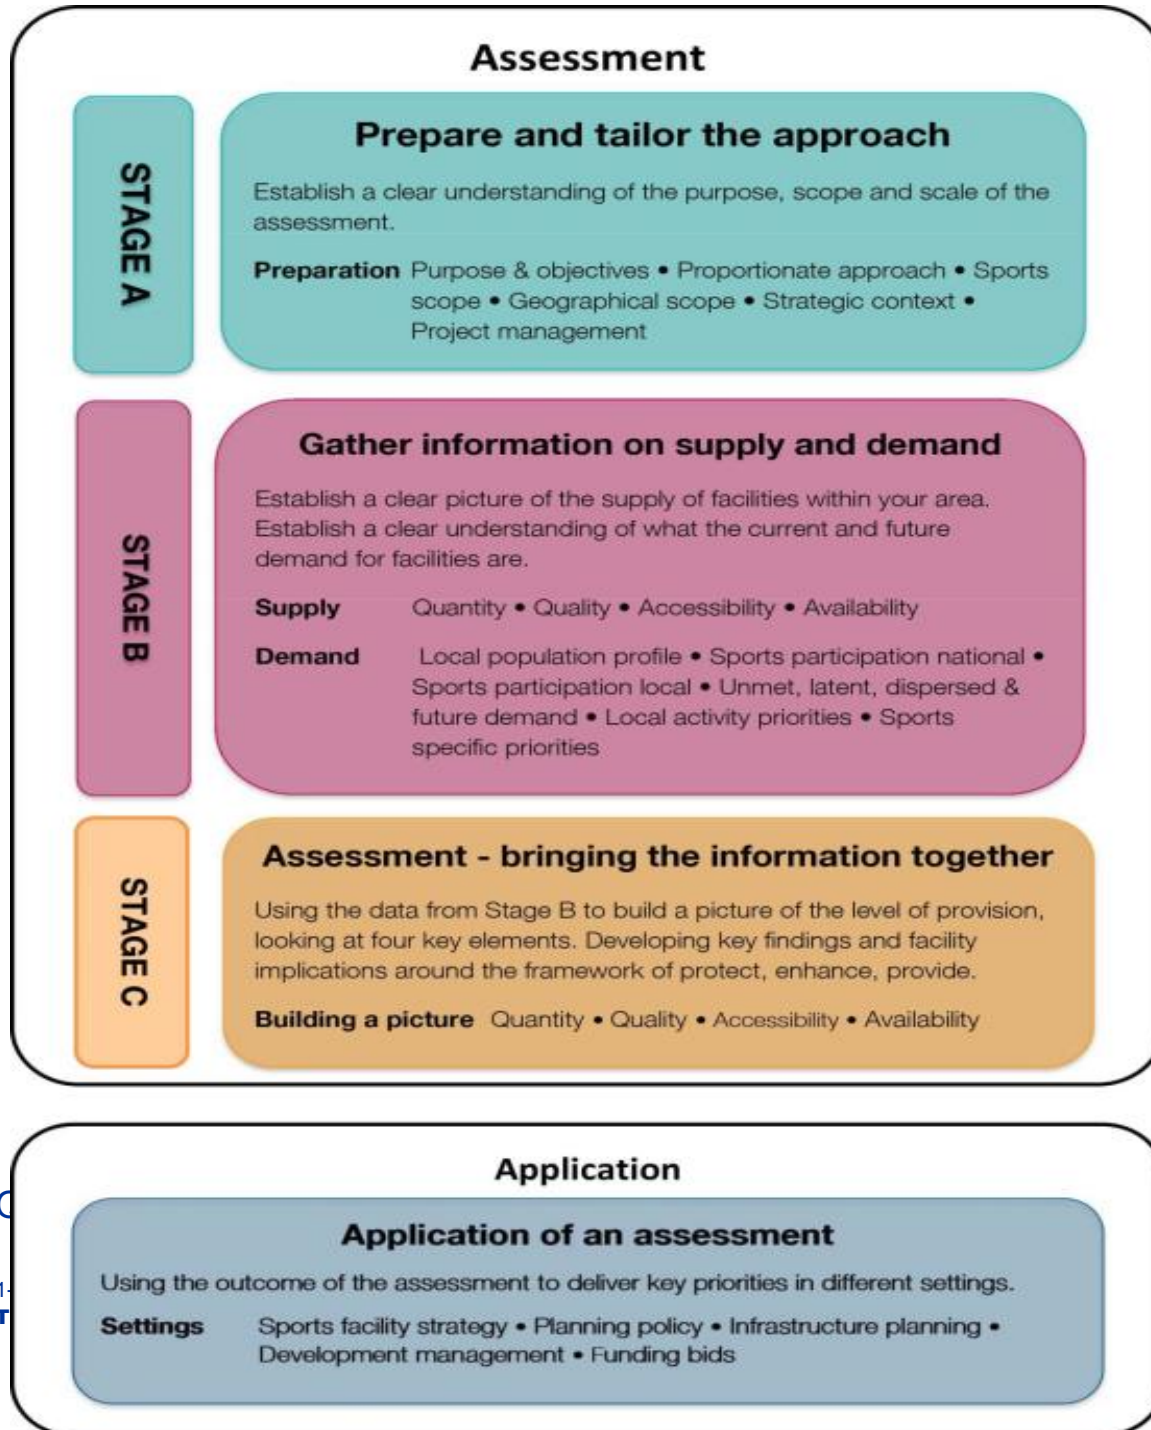 Assessment
STAGE A
Prepare and tailor the approach
Establish a clear understanding of the purpose, scope and scale of the
assessment.
Preparation Purpose & objectives • Proportionate approach • Sports
scope • Geographical scope • Strategic context •
Project management
STAGE B
Gather information on supply and demand
Establish a clear picture of the supply of facilities within your area.
Establish a clear understanding of what the current and future
demand for facilities are.
Supply Quantity • Quality • Accessibility • Availability
Demand Local population profile • Sports participation national •
Sports participation local • Unmet, latent, dispersed &
future demand • Local activity priorities • Sports
specific priorities
STAGE C
Assessment - bringing the information together
Using the data from Stage B to build a picture of the level of provision,
looking at four key elements. Developing key findings and facility
implications around the framework of protect, enhance, provide.
Building a picture Quantity • Quality • Accessibility • Availability
Application
Application of an assessment
Using the outcome of the assessment to deliver key priorities in different settings.
Settings Sports facility strategy • Planning policy • Infrastructure planning •
Development management • Funding bids